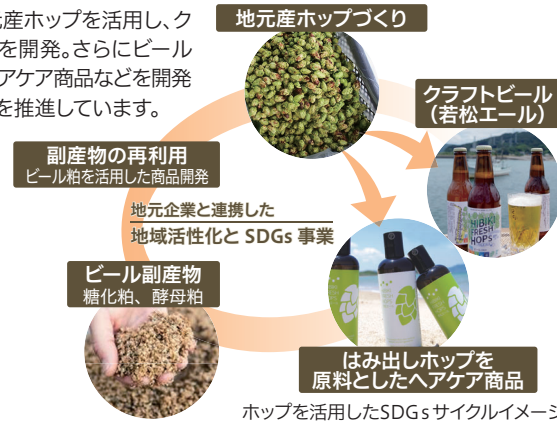 元産ホップを活用し、ク
を開発。さらにビール
アケア商品などを開発
を推進しています。
地元産ホップづくり
クラフトビール
（若松エール）
HIBIKI
FRESH
HOPs
副産物の再利用
ビール粕を活用した商品開発
地元企業と連携した
地域活性化と SDGs 事業
ビール副産物
糖化粕、酵母粕
はみ出しホップを
原料としたヘアケア商品
ホップを活用したSDGsサイクルイメージ